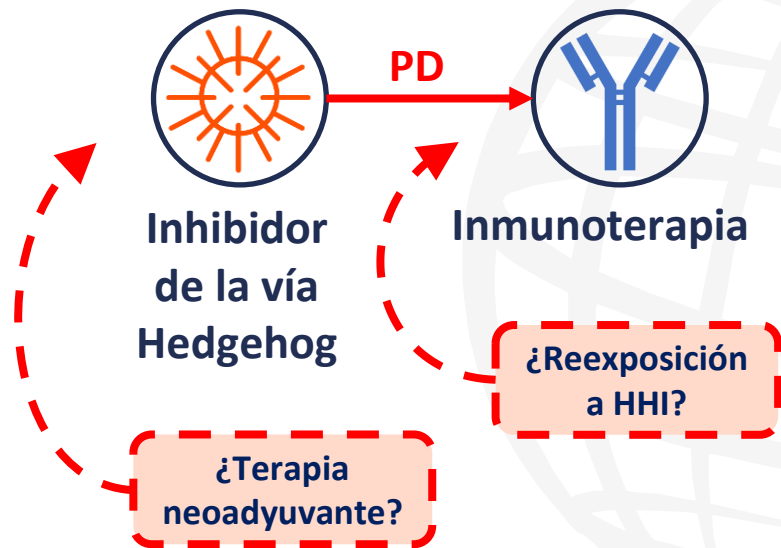 PD
Inhibidor
de la vía
Hedgehog
Inmunoterapia
¿Reexposición
a HHI?
¿Terapia
neoadyuvante?